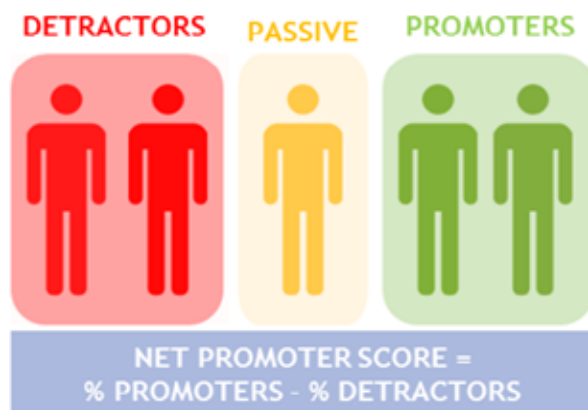 DETRACTORS PASSIVE PROMOTERS
NET PROMOTER SCORE =
% PROMOTERS - % DETRACTORS